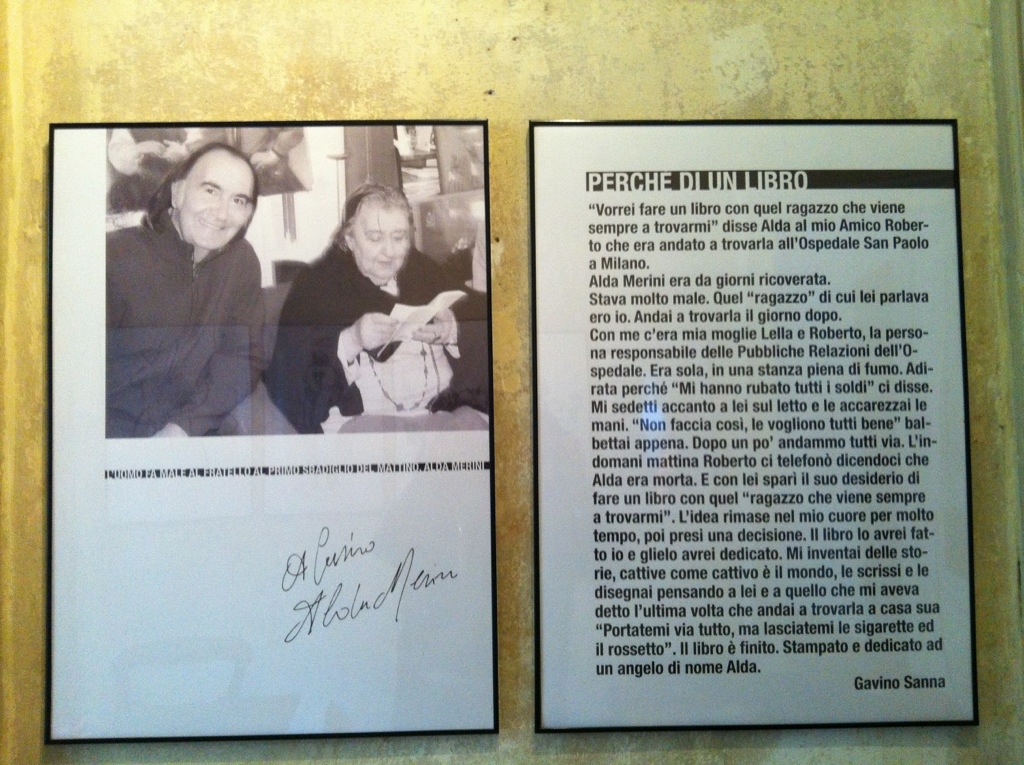 L'UOMO FA MALE AL FRATELLO AL PRIMO SBADIGLIO DEL MATTINO. ALDA MERINI
A Gavino
Alda Merini
PERCHE DI UN LIBRO
“Vorrei fare un libro con quel ragazzo che viene
sempre a trovarmi” disse Alda al mio Amico Rober-
to che era andato a trovarla all'Ospedale San Paolo
a Milano.
Alda Merini era da giorni ricoverata.
Stava molto male. Quel “ragazzo” di cui lei parlava
ero io. Andai a trovarla il giorno dopo.
Con me c'era mia moglie Lella e Roberto, la perso-
na responsabile delle Pubbliche Relazioni dell'O-
spedale. Era sola, in una stanza piena di fumo. Adi-
rata perché “Mi hanno rubato tutti i soldi” ci disse.
Mi sedetti accanto a lei sul letto e le accarezzai le
mani. “Non faccia così, le vogliono tutti bene” bal-
bettai appena. Dopo un po' andammo tutti via. L'in-
domani mattina Roberto ci telefonò dicendoci che
Alda era morta. E con lei sparì il suo desiderio di
fare un libro con quel “ragazzo che viene sempre
a trovarmi”. L'idea rimase nel mio cuore per molto
tempo, poi presi una decisione. Il libro lo avrei fat-
to io e glielo avrei dedicato. Mi inventai delle sto-
rie, cattive come cattivo è il mondo, le scrissi e le
disegnai pensando a lei e a quello che mi aveva
detto l'ultima volta che andai a trovarla a casa sua
“Portatemi via tutto, ma lasciatemi le sigarette ed
il rossetto”. Il libro è finito. Stampato e dedicato ad
un angelo di nome Alda.
Gavino Sanna